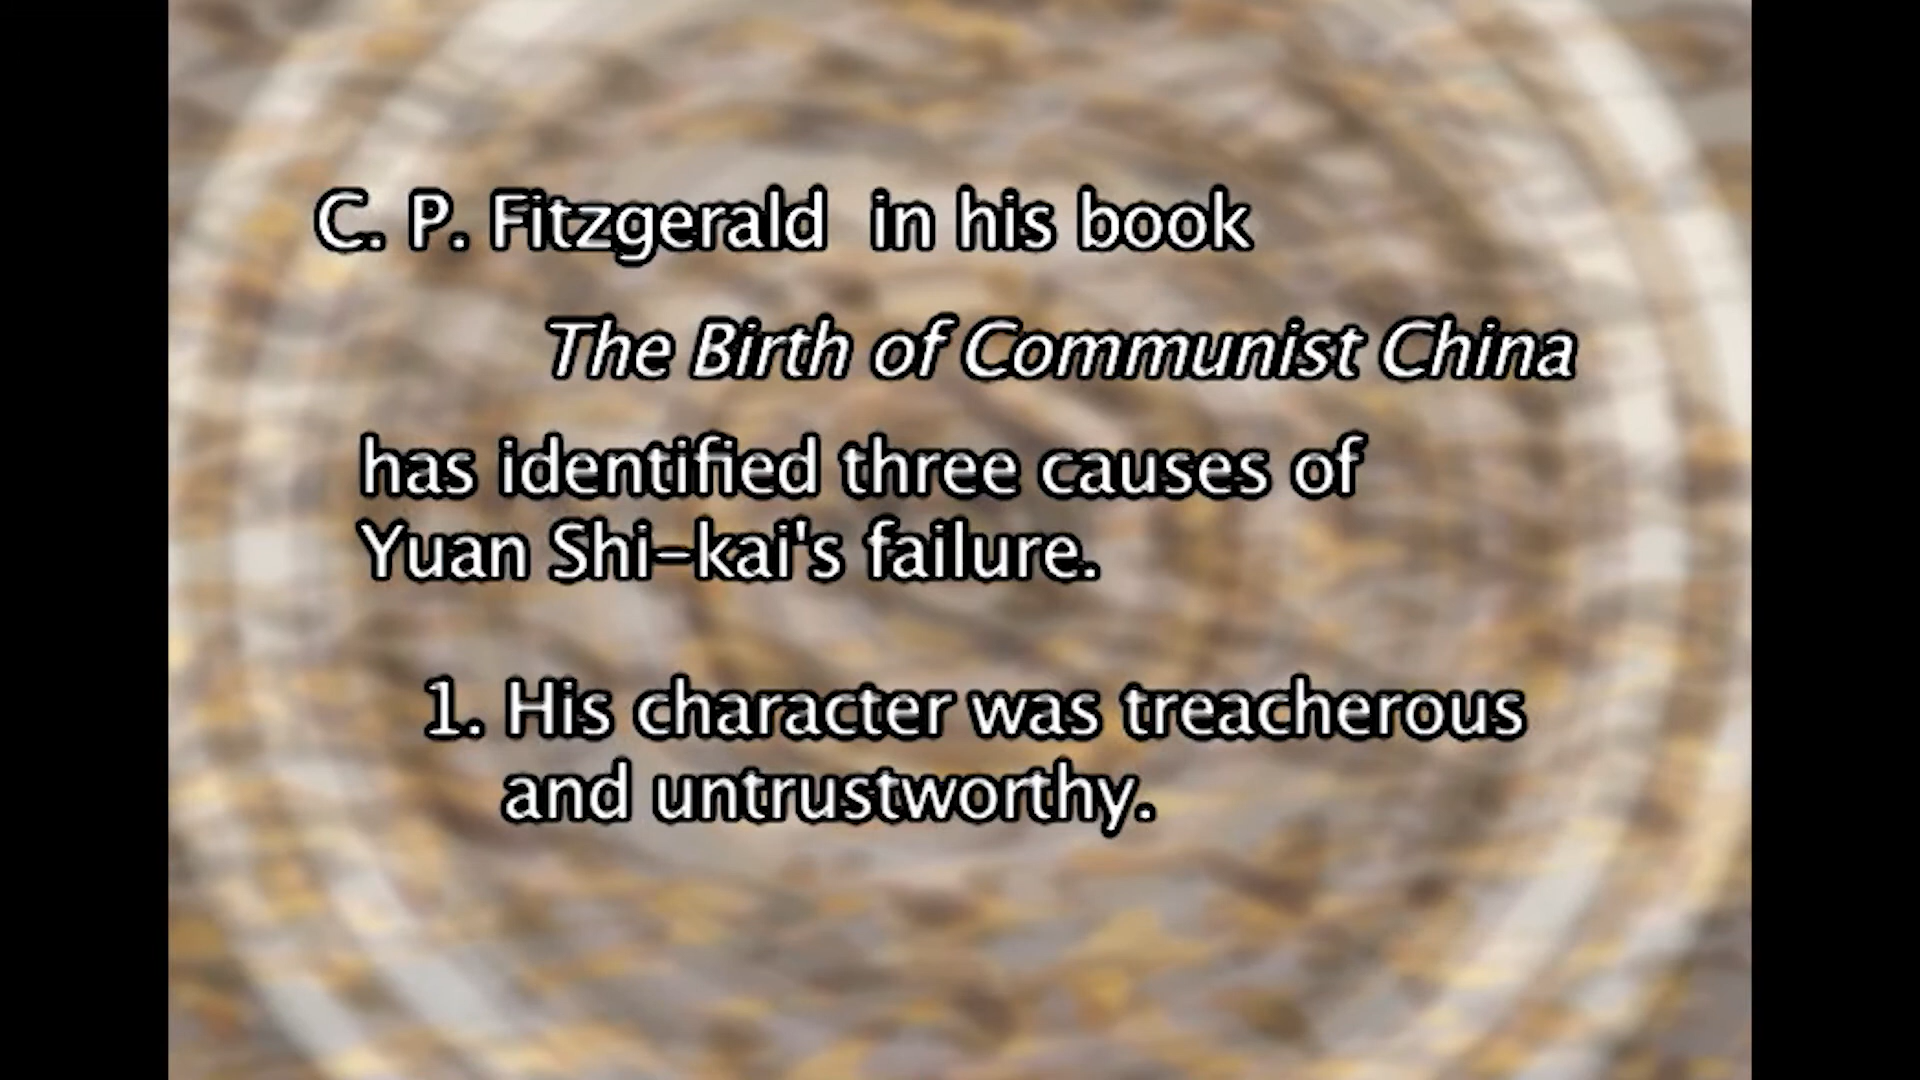 C. P. Fitzgerald in his book
The Birth of Communist China
has identified three causes of
Yuan Shi-kai's failure.
1. His character was treacherous
and untrustworthy.